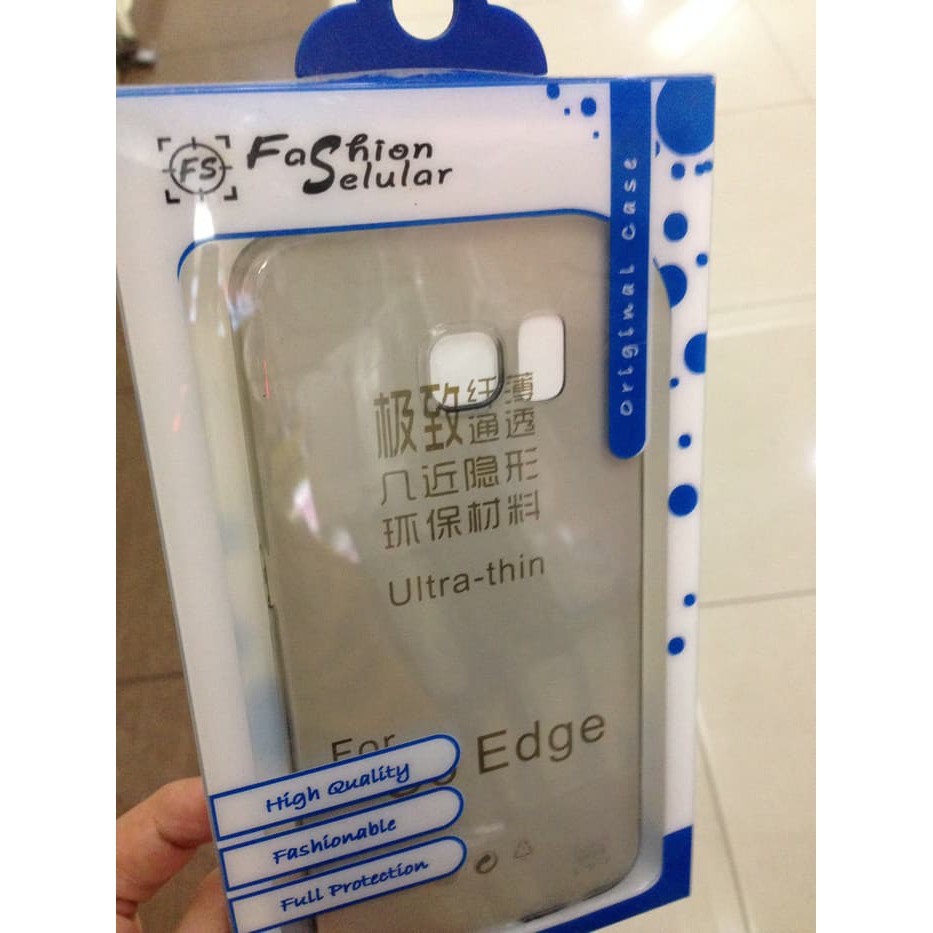 FS
Fashion
Selular
original case
极致纤薄
通透
几近隐形
环保材料
Ultra-thin
For
Edge
High Quality
Fashionable
Full Protection